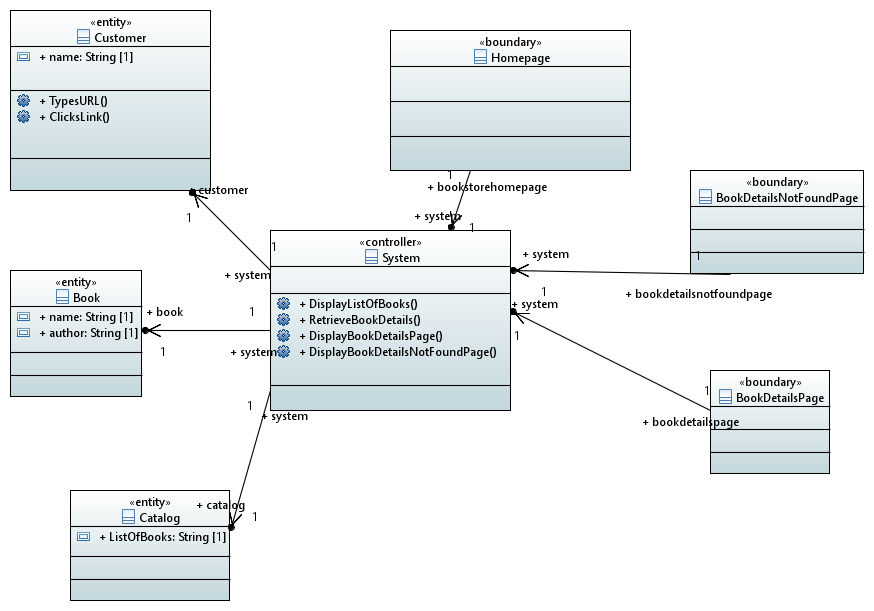 «entity»
Customer
+ name: String [1]
+ TypesURL()
+ ClicksLink()
«boundary»
Homepage
1
+ bookstorehomepage
+ system
1
«boundary»
BookDetailsNotFoundPage
1
+ bookdetailsnotfoundpage
+ system
1
+ customer
1
1
+ system
«controller»
System
+ DisplayListOfBooks()
+ RetrieveBookDetails()
+ DisplayBookDetailsPage()
+ DisplayBookDetailsNotFoundPage()
«entity»
Book
+ name: String [1]
+ author: String [1]
+ book
1
1
+ system
+ system
1
«boundary»
BookDetailsPage
1
+ bookdetailspage
1
+ system
«entity»
Catalog
+ ListOfBooks: String [1]
+ catalog
1